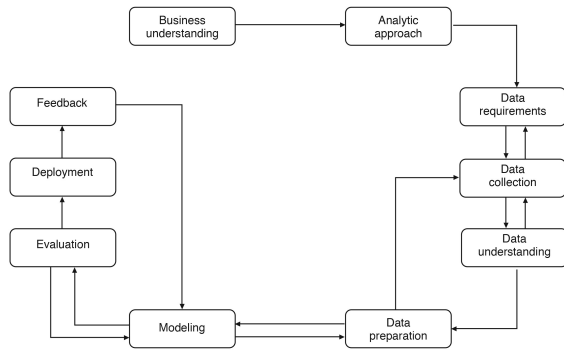 Business
understanding
Analytic
approach
Feedback
Data
requirements
Deployment
Data
collection
Evaluation
Data
understanding
Modeling
Data
preparation